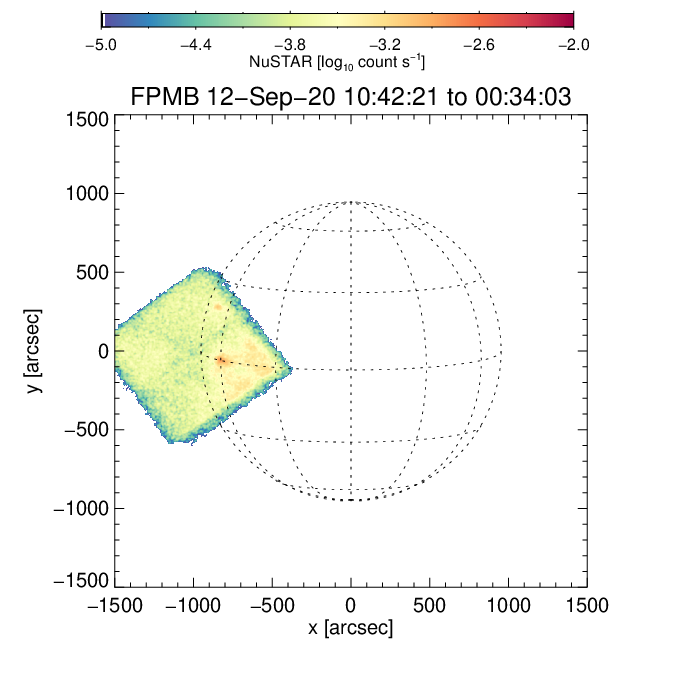 −5.0 −4.4 −3.8 −3.2 −2.6 −2.0
NuSTAR [log₁₀ count s⁻¹]
FPMB 12−Sep−20 10:42:21 to 00:34:03
1500
1000
500
0
−500
−1000
−1500
y [arcsec]
−1500 −1000 −500 0 500 1000 1500
x [arcsec]